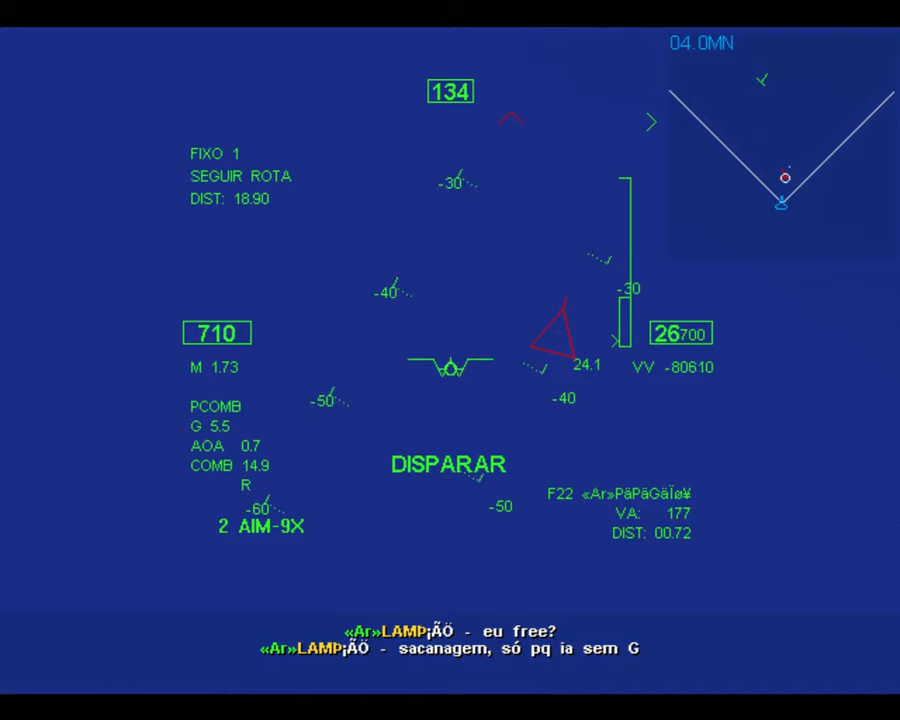 04.0MN
134
FIXO 1
SEGUIR ROTA
DIST: 18.90
-30
-40
-30
710
26700
M 1.73
24.1
VV -80610
-50
-40
PCOMB
G 5.5
AOA 0.7
COMB 14.9
R
DISPARAR
-60
-50
2 AIM-9X
F22 «Ar»PäPäGäÏø¥
VA: 177
DIST: 00.72
«Ar»LAMÞ¡ÃÖ - eu free?
«Ar»LAMÞ¡ÃÖ - sacanagem, só pq ia sem G